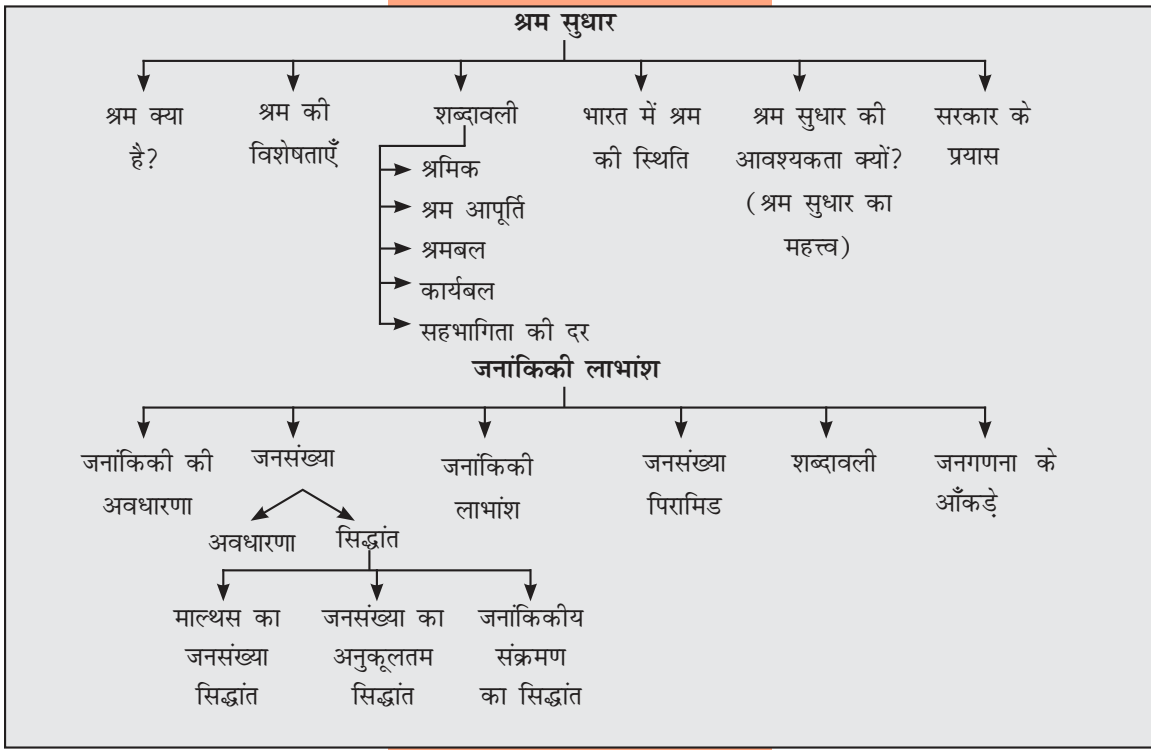 श्रम सुधार
श्रम क्या
है?
श्रम की
विशेषताएँ
शब्दावली
श्रमिक
श्रम आपूर्ति
श्रमबल
कार्यबल
सहभागिता की दर
भारत में श्रम
की स्थिति
श्रम सुधार की
आवश्यकता क्यों?
(श्रम सुधार का
महत्त्व)
सरकार के
प्रयास
जनांकिकी लाभांश
जनांकिकी की
अवधारणा
जनसंख्या
अवधारणा
सिद्धांत
माल्थस का
जनसंख्या
सिद्धांत
जनसंख्या का
अनुकूलतम
सिद्धांत
जनांकिकीय
संक्रमण
का सिद्धांत
जनांकिकी
लाभांश
जनसंख्या
पिरामिड
शब्दावली
जनगणना के
आँकड़े